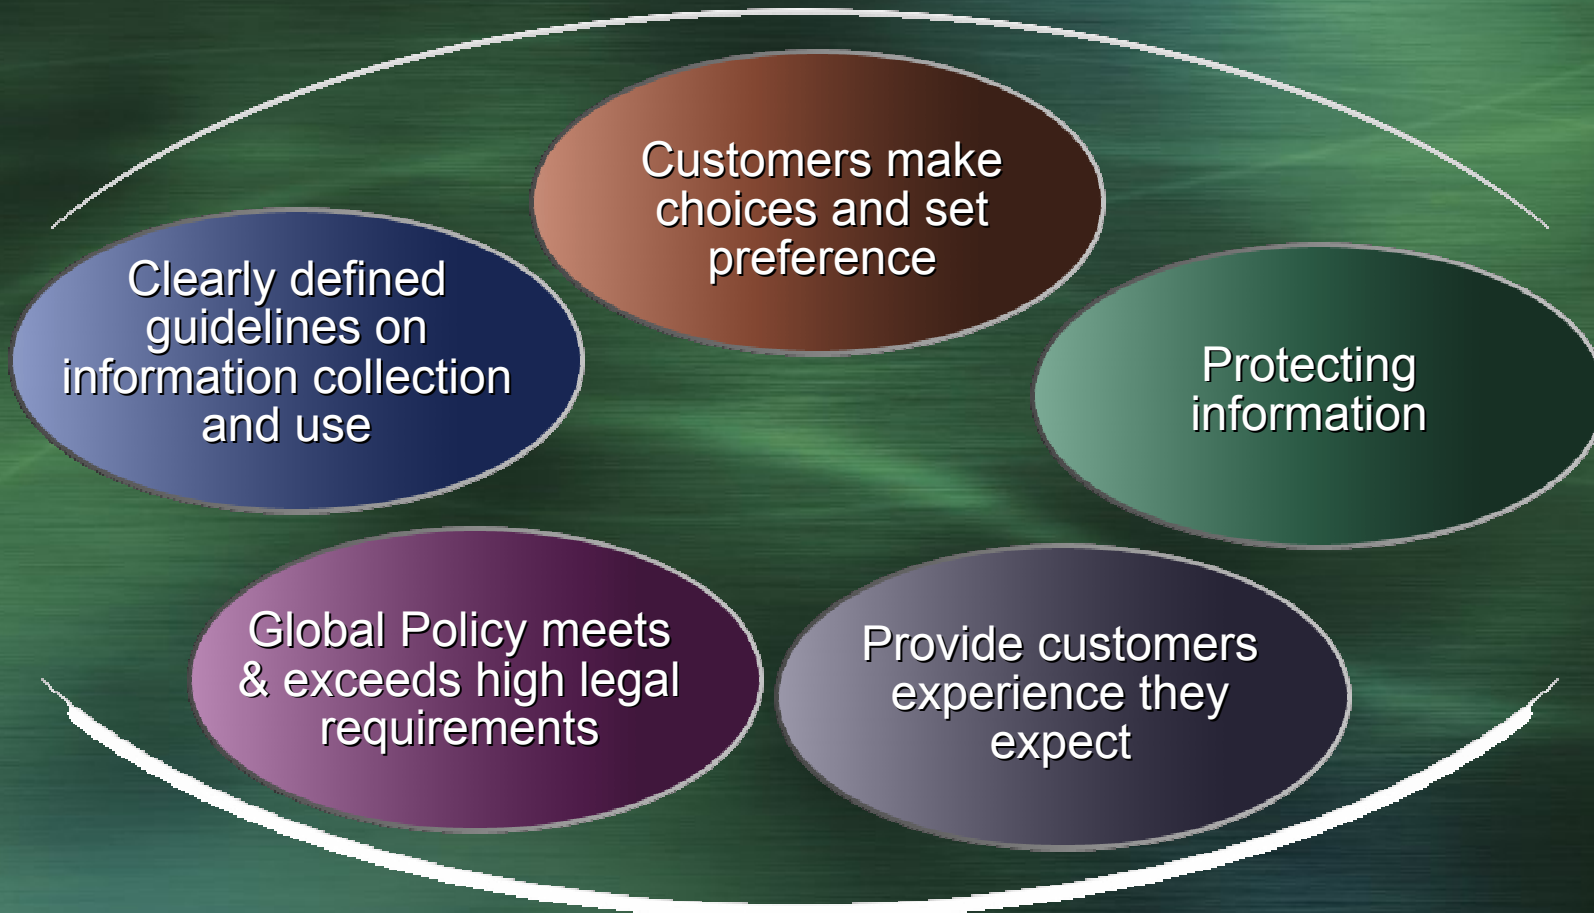 Customers make
choices and set
preference
Clearly defined
guidelines on
information collection
and use
Protecting
information
Global Policy meets
& exceeds high legal
requirements
Provide customers
experience they
expect